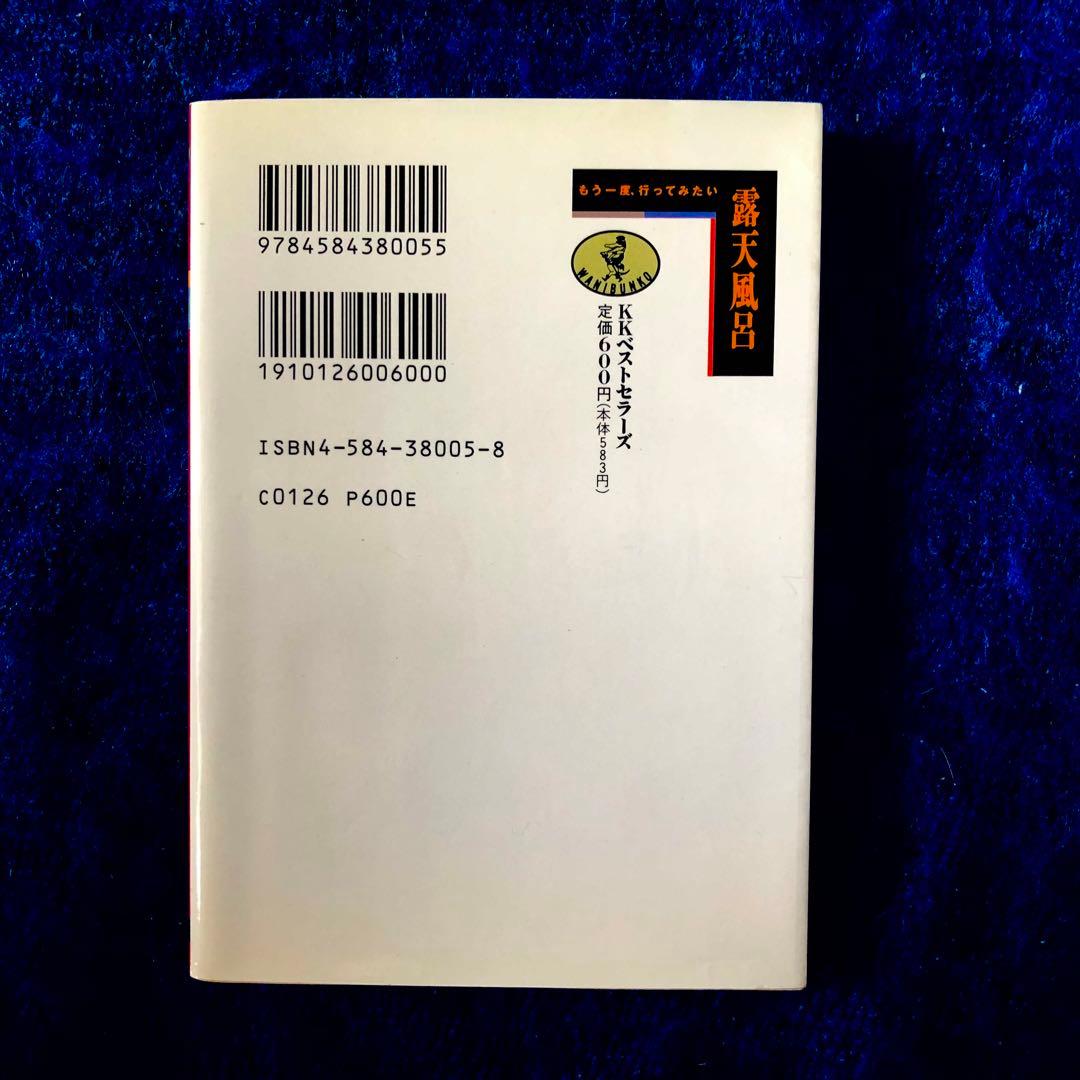 9784584380055
1910126006000
ISBN4-584-38005-8
C0126 P600E
もう一度、行ってみたい
露天風呂
WANIBUNKO
KKベストセラーズ
定価600円(本体583円)